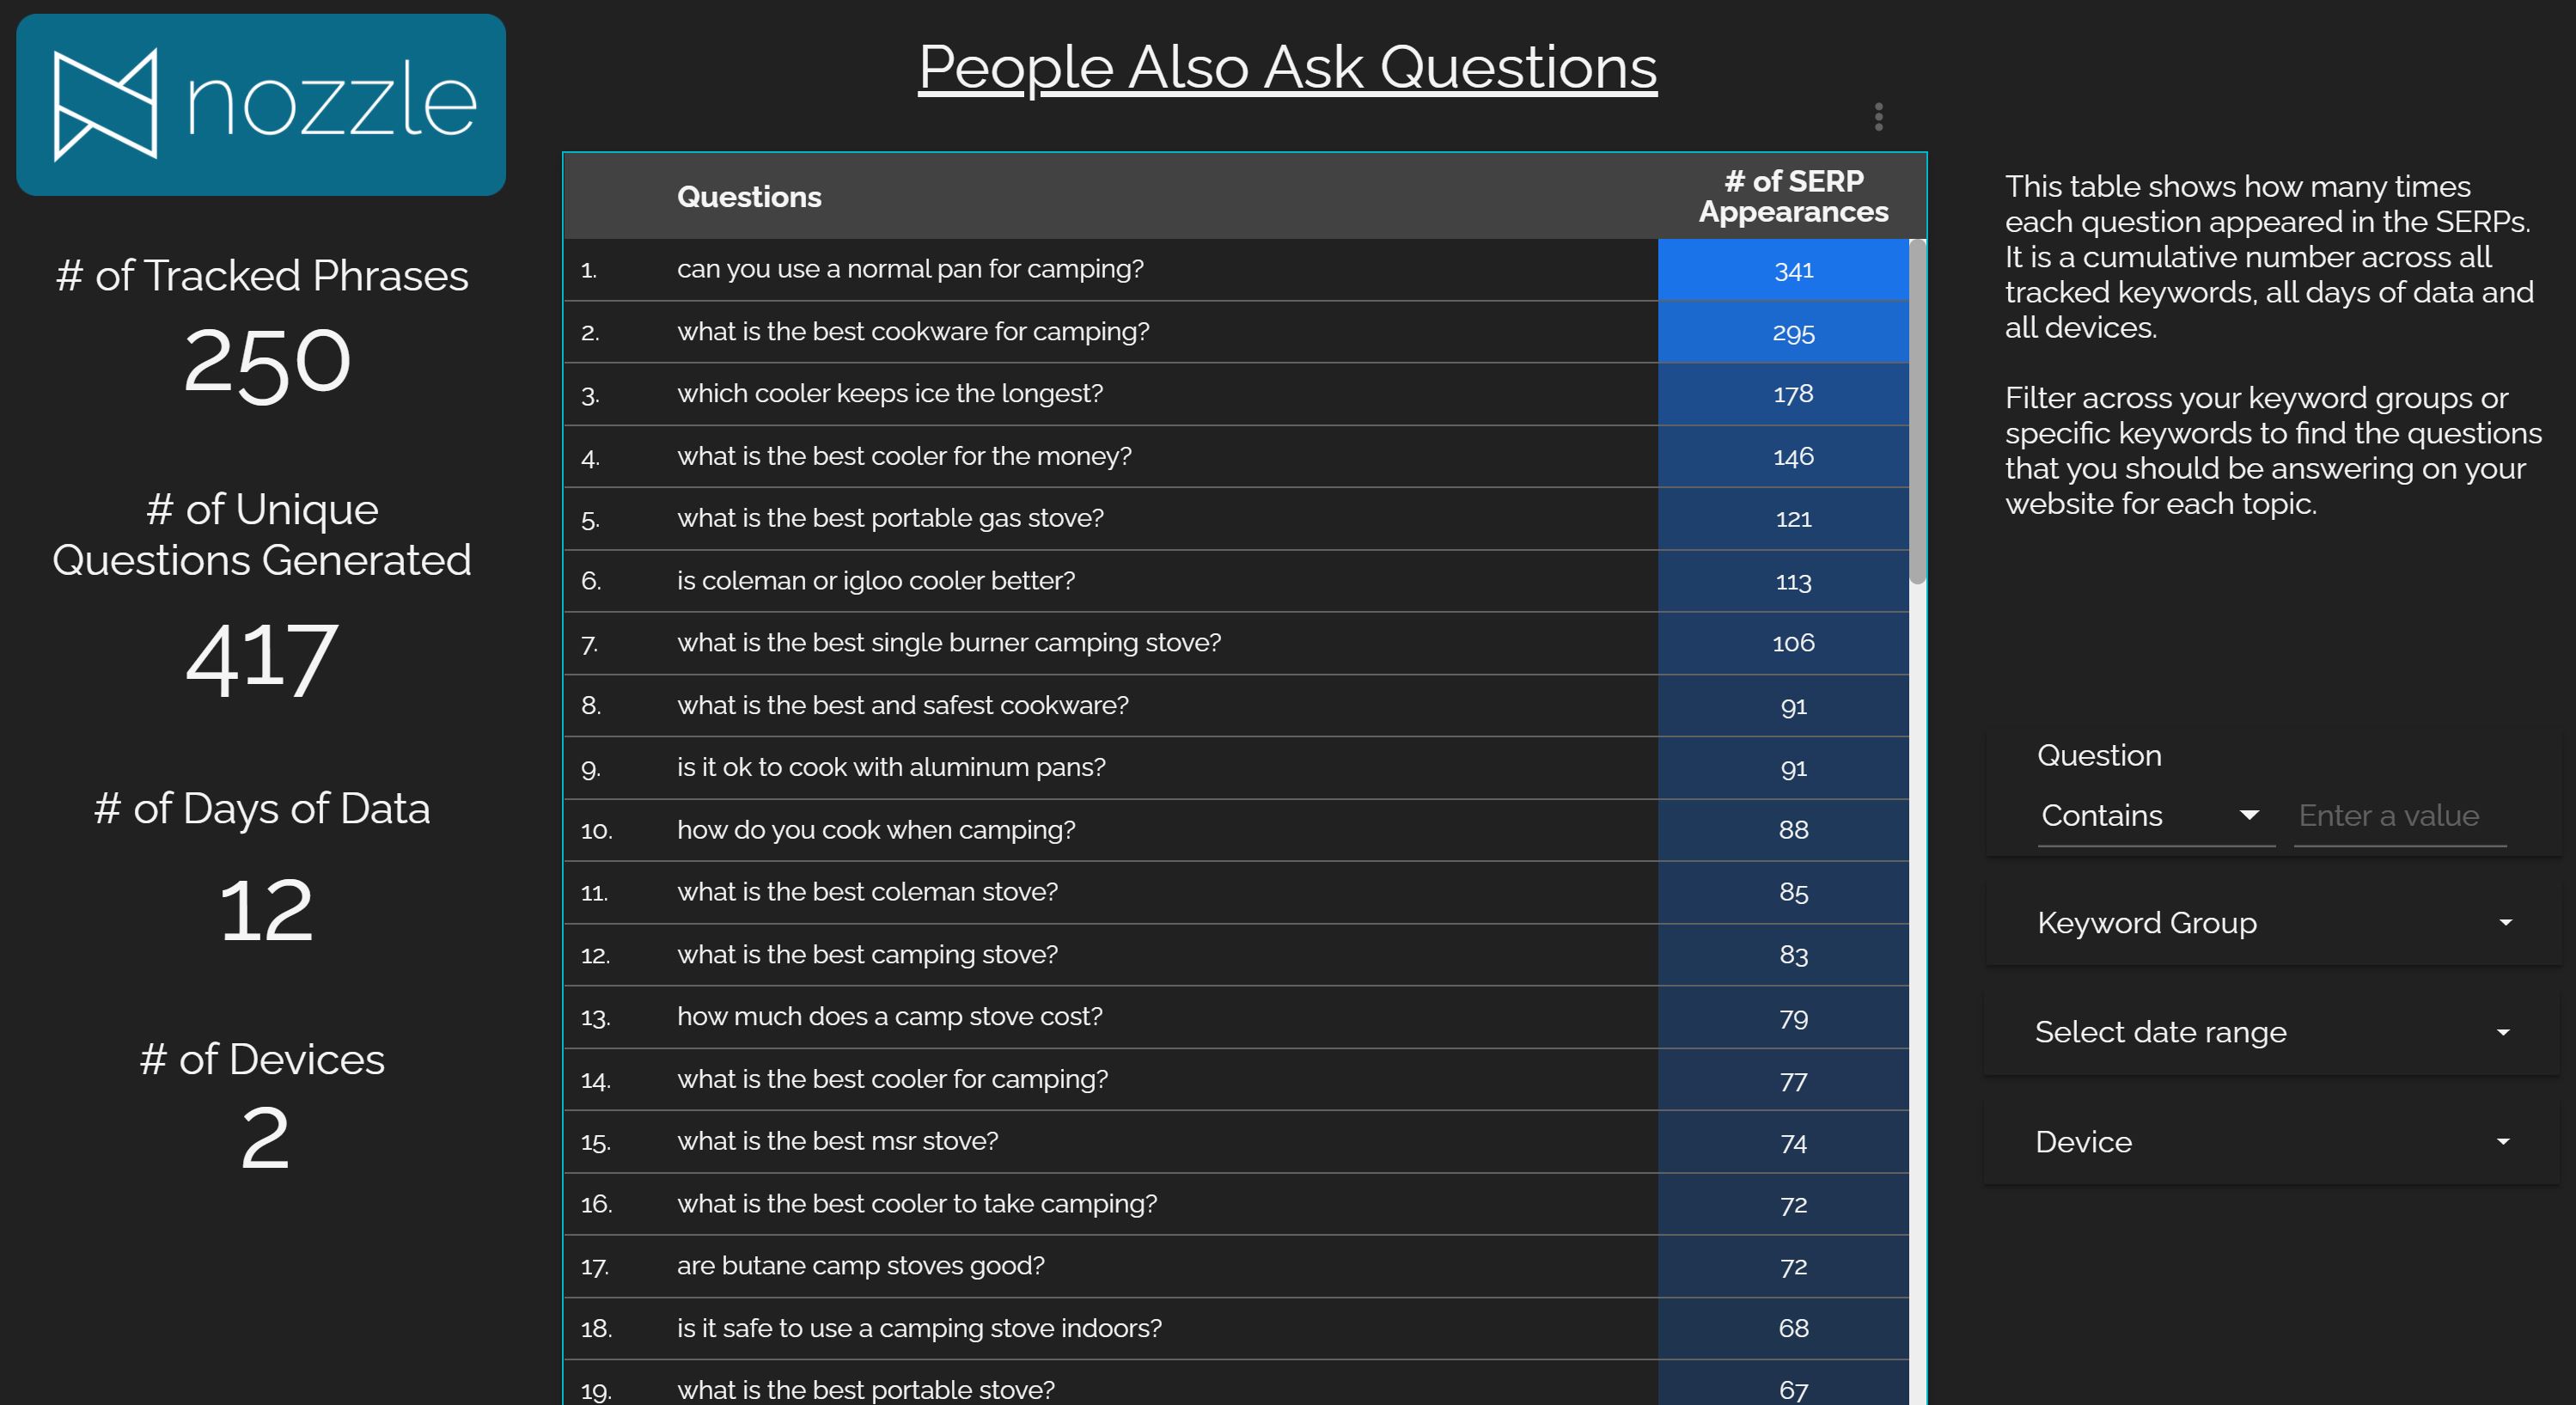 nozzle
People Also Ask Questions
# of Tracked Phrases
250
# of Unique
Questions Generated
417
# of Days of Data
12
# of Devices
2
Questions # of SERP
Appearances
1. can you use a normal pan for camping? 341
2. what is the best cookware for camping? 295
3. which cooler keeps ice the longest? 178
4. what is the best cooler for the money? 146
5. what is the best portable gas stove? 121
6. is coleman or igloo cooler better? 113
7. what is the best single burner camping stove? 106
8. what is the best and safest cookware? 91
9. is it ok to cook with aluminum pans? 91
10. how do you cook when camping? 88
11. what is the best coleman stove? 85
12. what is the best camping stove? 83
13. how much does a camp stove cost? 79
14. what is the best cooler for camping? 77
15. what is the best msr stove? 74
16. what is the best cooler to take camping? 72
17. are butane camp stoves good? 72
18. is it safe to use a camping stove indoors? 68
19. what is the best portable stove? 67
This table shows how many times
each question appeared in the SERPs.
It is a cumulative number across all
tracked keywords, all days of data and
all devices.
Filter across your keyword groups or
specific keywords to find the questions
that you should be answering on your
website for each topic.
Question
Contains Enter a value
Keyword Group
Select date range
Device